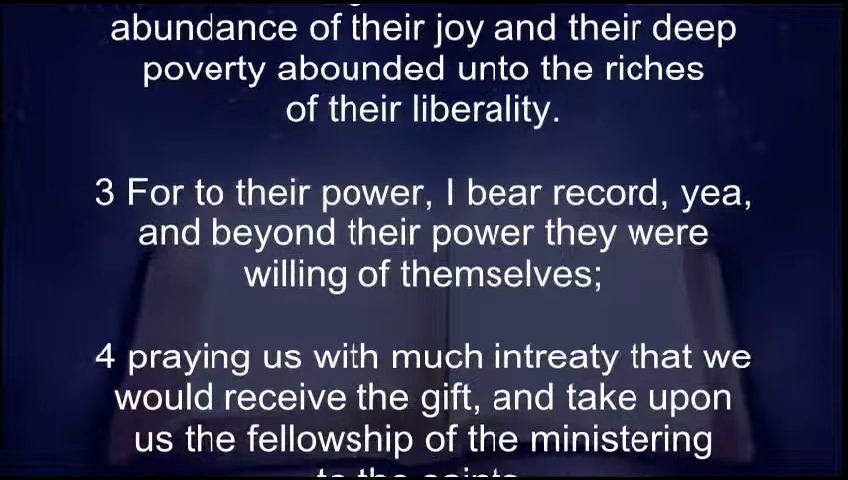 abundance of their joy and their deep
poverty abounded unto the riches
of their liberality.
3 For to their power, I bear record, yea,
and beyond their power they were
willing of themselves;
4 praying us with much intreaty that we
would receive the gift, and take upon
us the fellowship of the ministering
to the saints